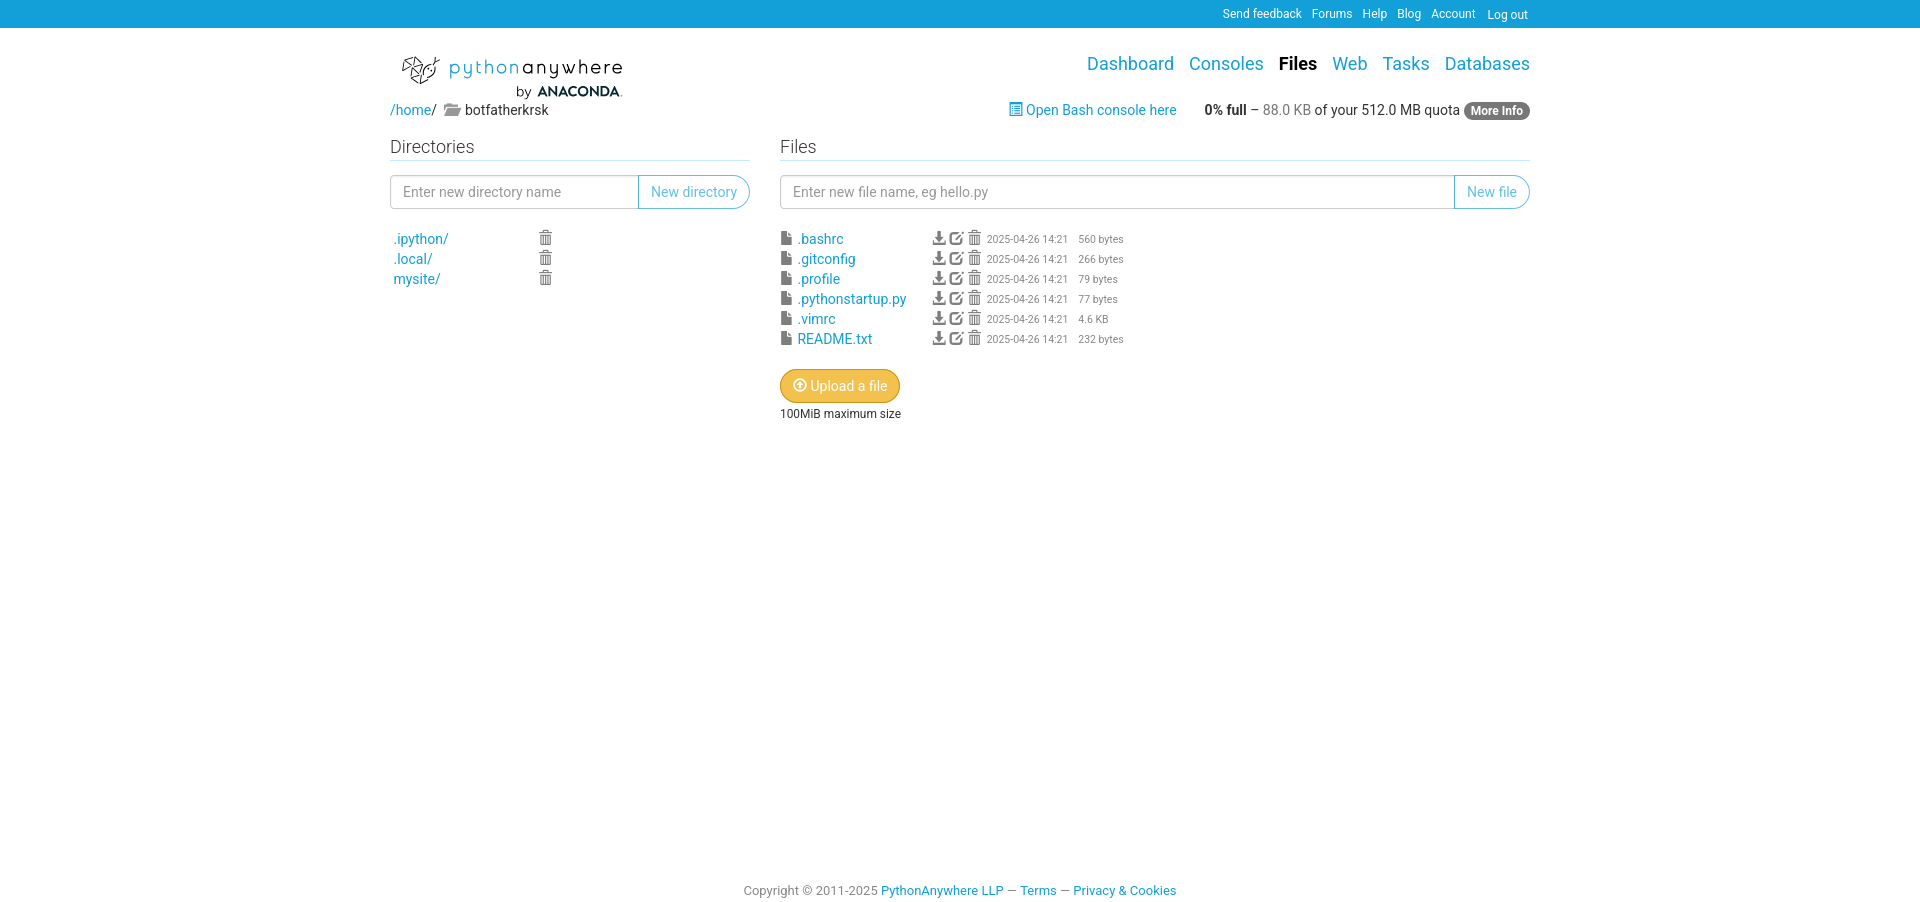 Send feedback Forums Help Blog Account Log out
pythonanywhere
by ANACONDA.
Dashboard Consoles Files Web Tasks Databases
/home/ botfatherkrsk
Open Bash console here 0% full – 88.0 KB of your 512.0 MB quota More Info
Directories
Enter new directory name New directory
.ipython/
.local/
mysite/
Files
Enter new file name, eg hello.py New file
.bashrc 2025-04-26 14:21 560 bytes
.gitconfig 2025-04-26 14:21 266 bytes
.profile 2025-04-26 14:21 79 bytes
.pythonstartup.py 2025-04-26 14:21 77 bytes
.vimrc 2025-04-26 14:21 4.6 KB
README.txt 2025-04-26 14:21 232 bytes
Upload a file
100MiB maximum size
Copyright © 2011-2025 PythonAnywhere LLP — Terms — Privacy & Cookies